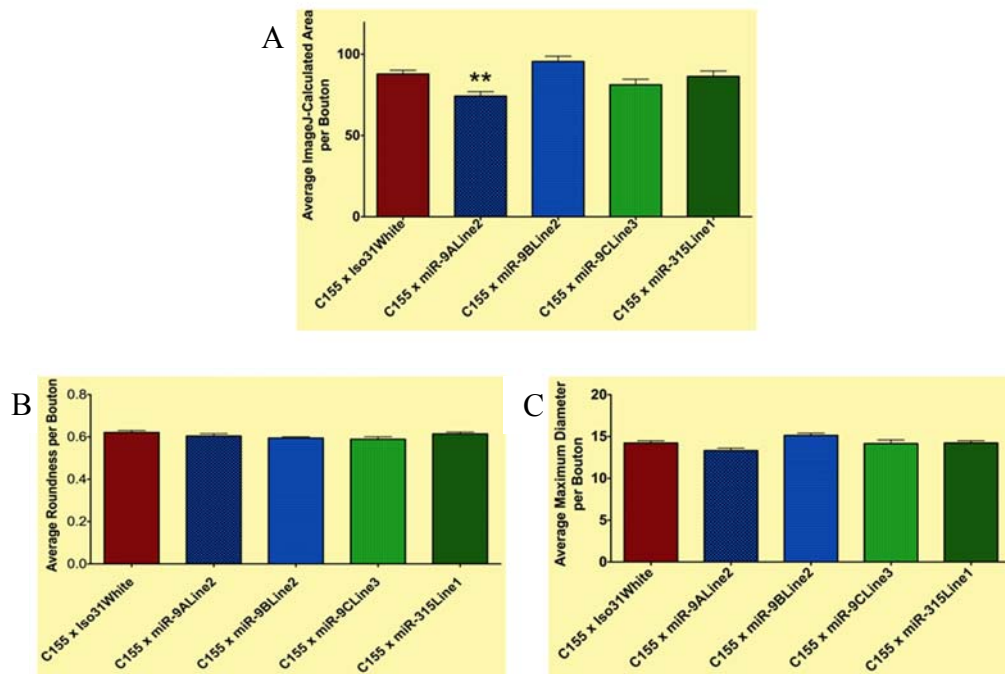 A
Average ImageJ-Calculated Area
per Bouton
100
50
0
**
C155 x Iso31White
C155 x miR-9ALine2
C155 x miR-9BLine2
C155 x miR-9CLine3
C155 x miR-315Line1
B
Average Roundness per Bouton
0.8
0.6
0.4
0.2
0.0
C155 x Iso31White
C155 x miR-9ALine2
C155 x miR-9BLine2
C155 x miR-9CLine3
C155 x miR-315Line1
C
Average Maximum Diameter
per Bouton
20
15
10
5
0
C155 x Iso31White
C155 x miR-9ALine2
C155 x miR-9BLine2
C155 x miR-9CLine3
C155 x miR-315Line1